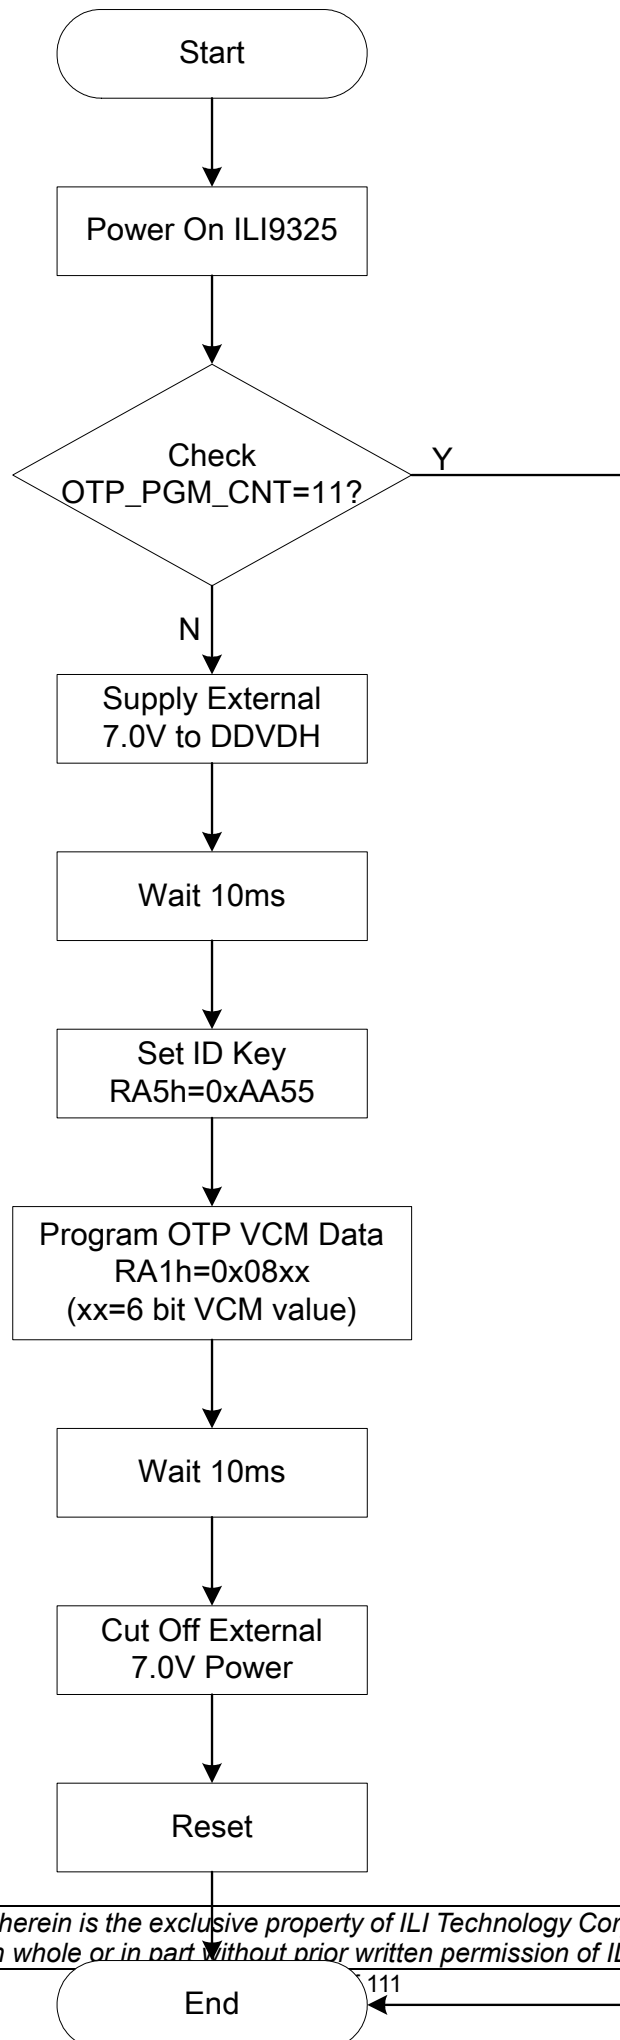 Start
Power On ILI9325
Check
OTP_PGM_CNT=11?
Y
N
Supply External
7.0V to DDVDH
Wait 10ms
Set ID Key
RA5h=0xAA55
Program OTP VCM Data
RA1h=0x08xx
(xx=6 bit VCM value)
Wait 10ms
Cut Off External
7.0V Power
Reset
herein is the exclusive property of ILI Technology
whole or in part without prior written permission of
111
End